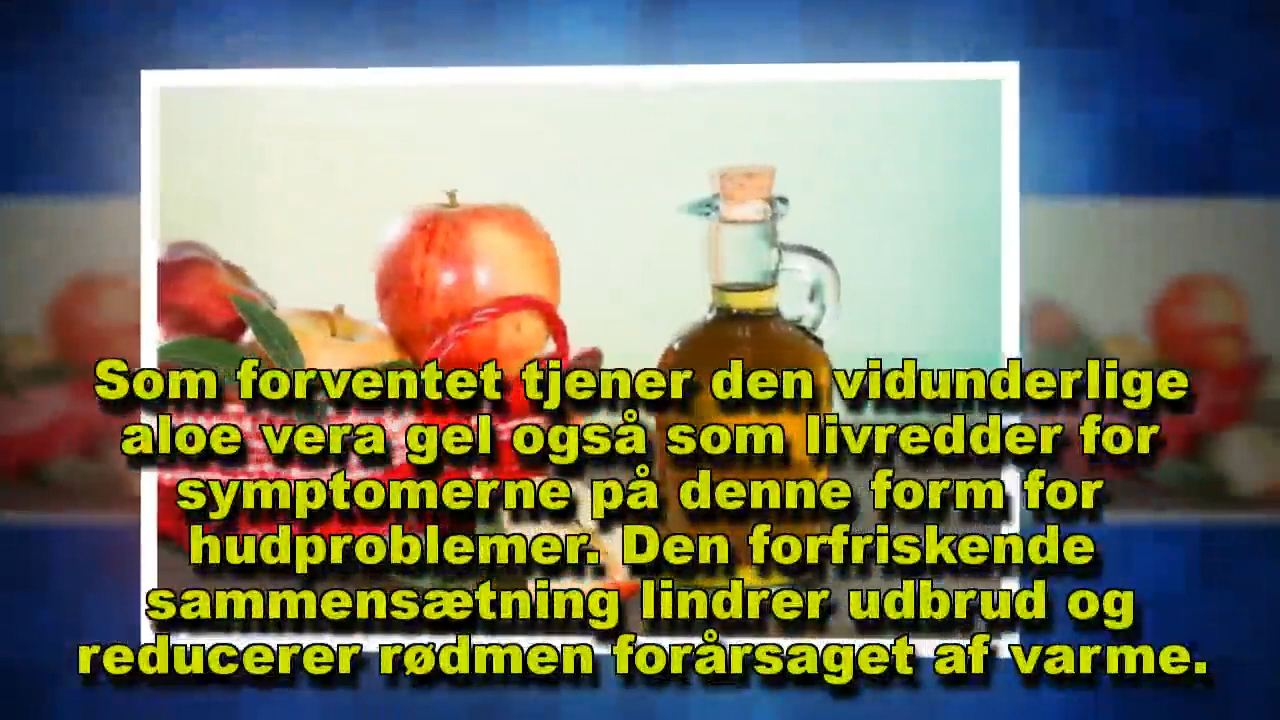 Som forventet tjener den vidunderlige
aloe vera gel også som livredder for
symptomerne på denne form for
hudproblemer. Den forfriskende
sammensætning lindrer udbrud og
reducerer rødmen forårsaget af varme.